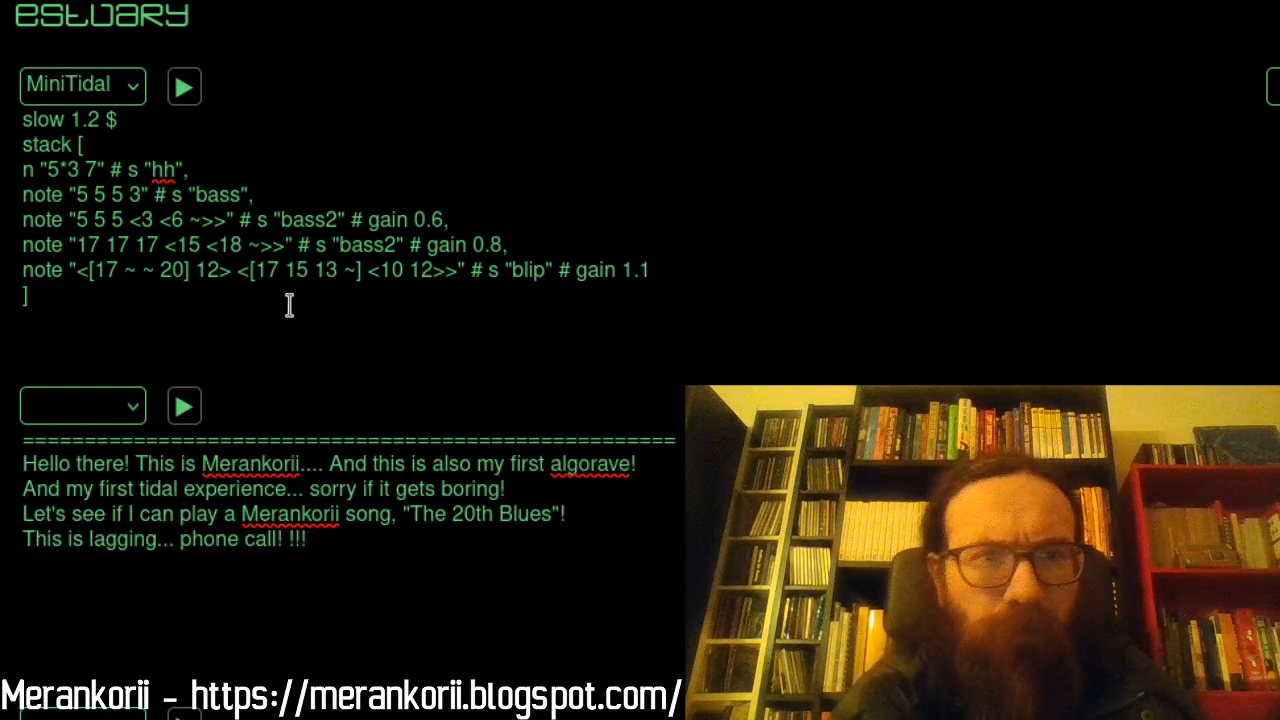 estuary
MiniTidal
slow 1.2 $
stack [
n "5*3 7" # s "hh",
note "5 5 5 3" # s "bass",
note "5 5 5 <3 <6 ~>>" # s "bass2" # gain 0.6,
note "17 17 17 <15 <18 ~>>" # s "bass2" # gain 0.8,
note "<[17 ~ ~ 20] 12> <[17 15 13 ~] <10 12>>" # s "blip" # gain 1.1
]
=====================================================
Hello there! This is Merankorii.... And this is also my first algorave!
And my first tidal experience... sorry if it gets boring!
Let's see if I can play a Merankorii song, "The 20th Blues"!
This is lagging... phone call! !!!
Merankorii - https://merankorii.blogspot.com/